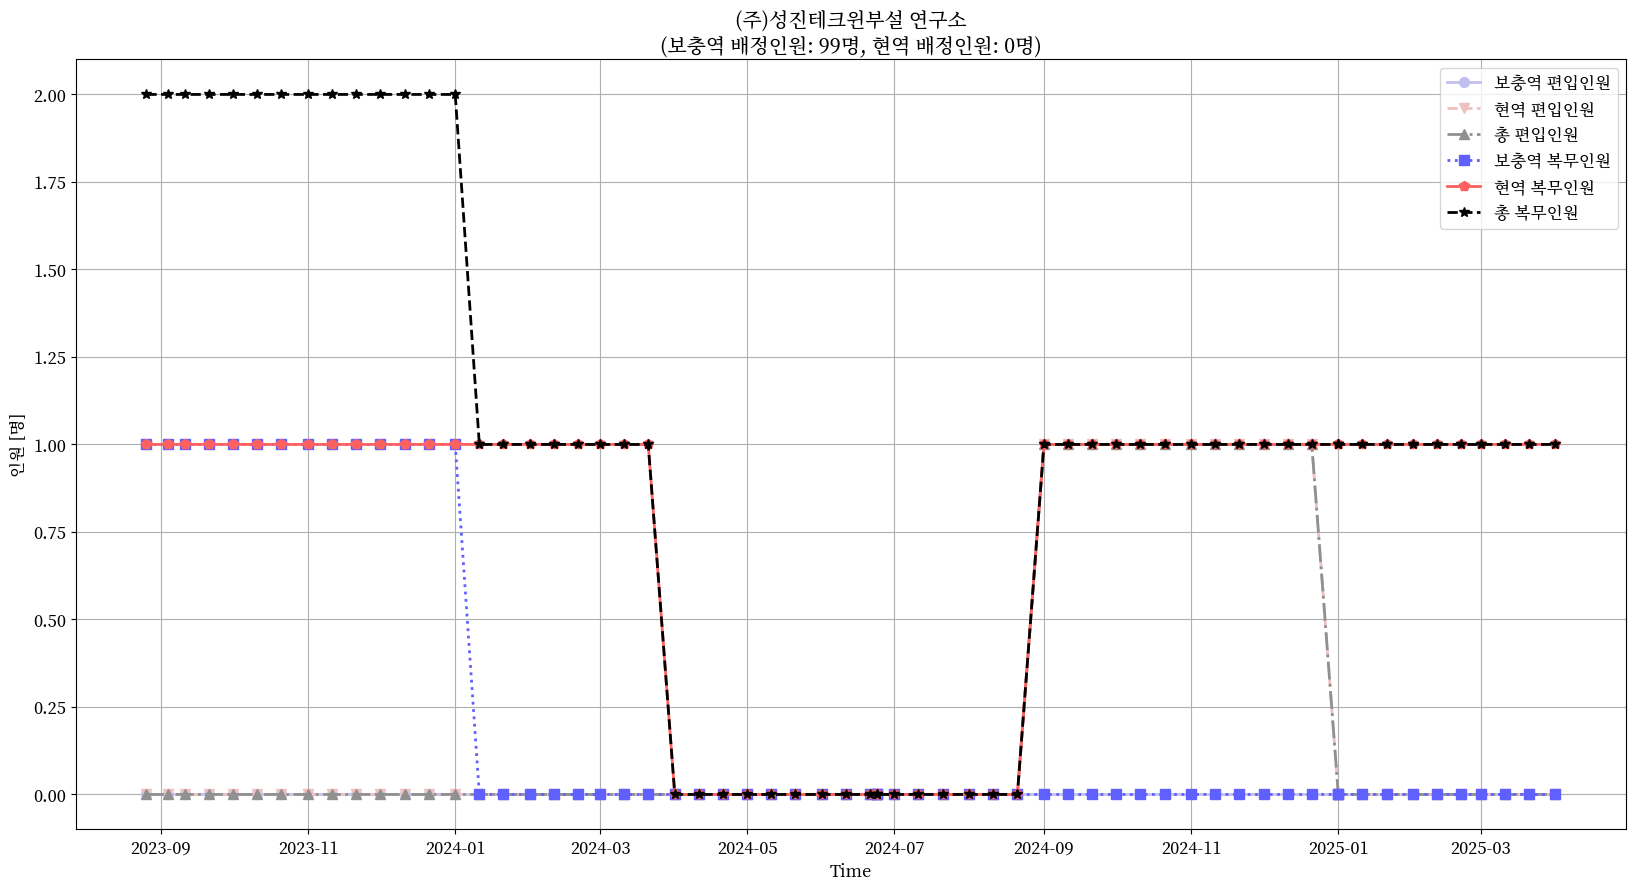 (주)성진테크윈부설 연구소
(보충역 배정인원: 99명, 현역 배정인원: 0명)
보충역 편입인원
현역 편입인원
총 편입인원
보충역 복무인원
현역 복무인원
총 복무인원
2.00
1.75
1.50
1.25
1.00
0.75
0.50
0.25
0.00
인원 [명]
2023-09 2023-11 2024-01 2024-03 2024-05 2024-07 2024-09 2024-11 2025-01 2025-03
Time